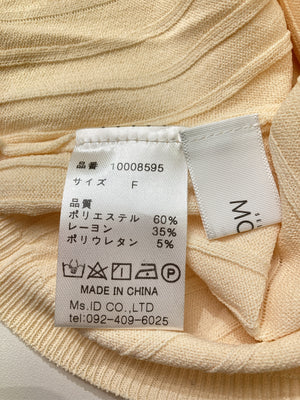 品番 10008595
サイズ F
品質
ポリエステル 60%
レーヨン 35%
ポリウレタン 5%
MADE IN CHINA
Ms.ID CO.,LTD
tel:092-409-6025